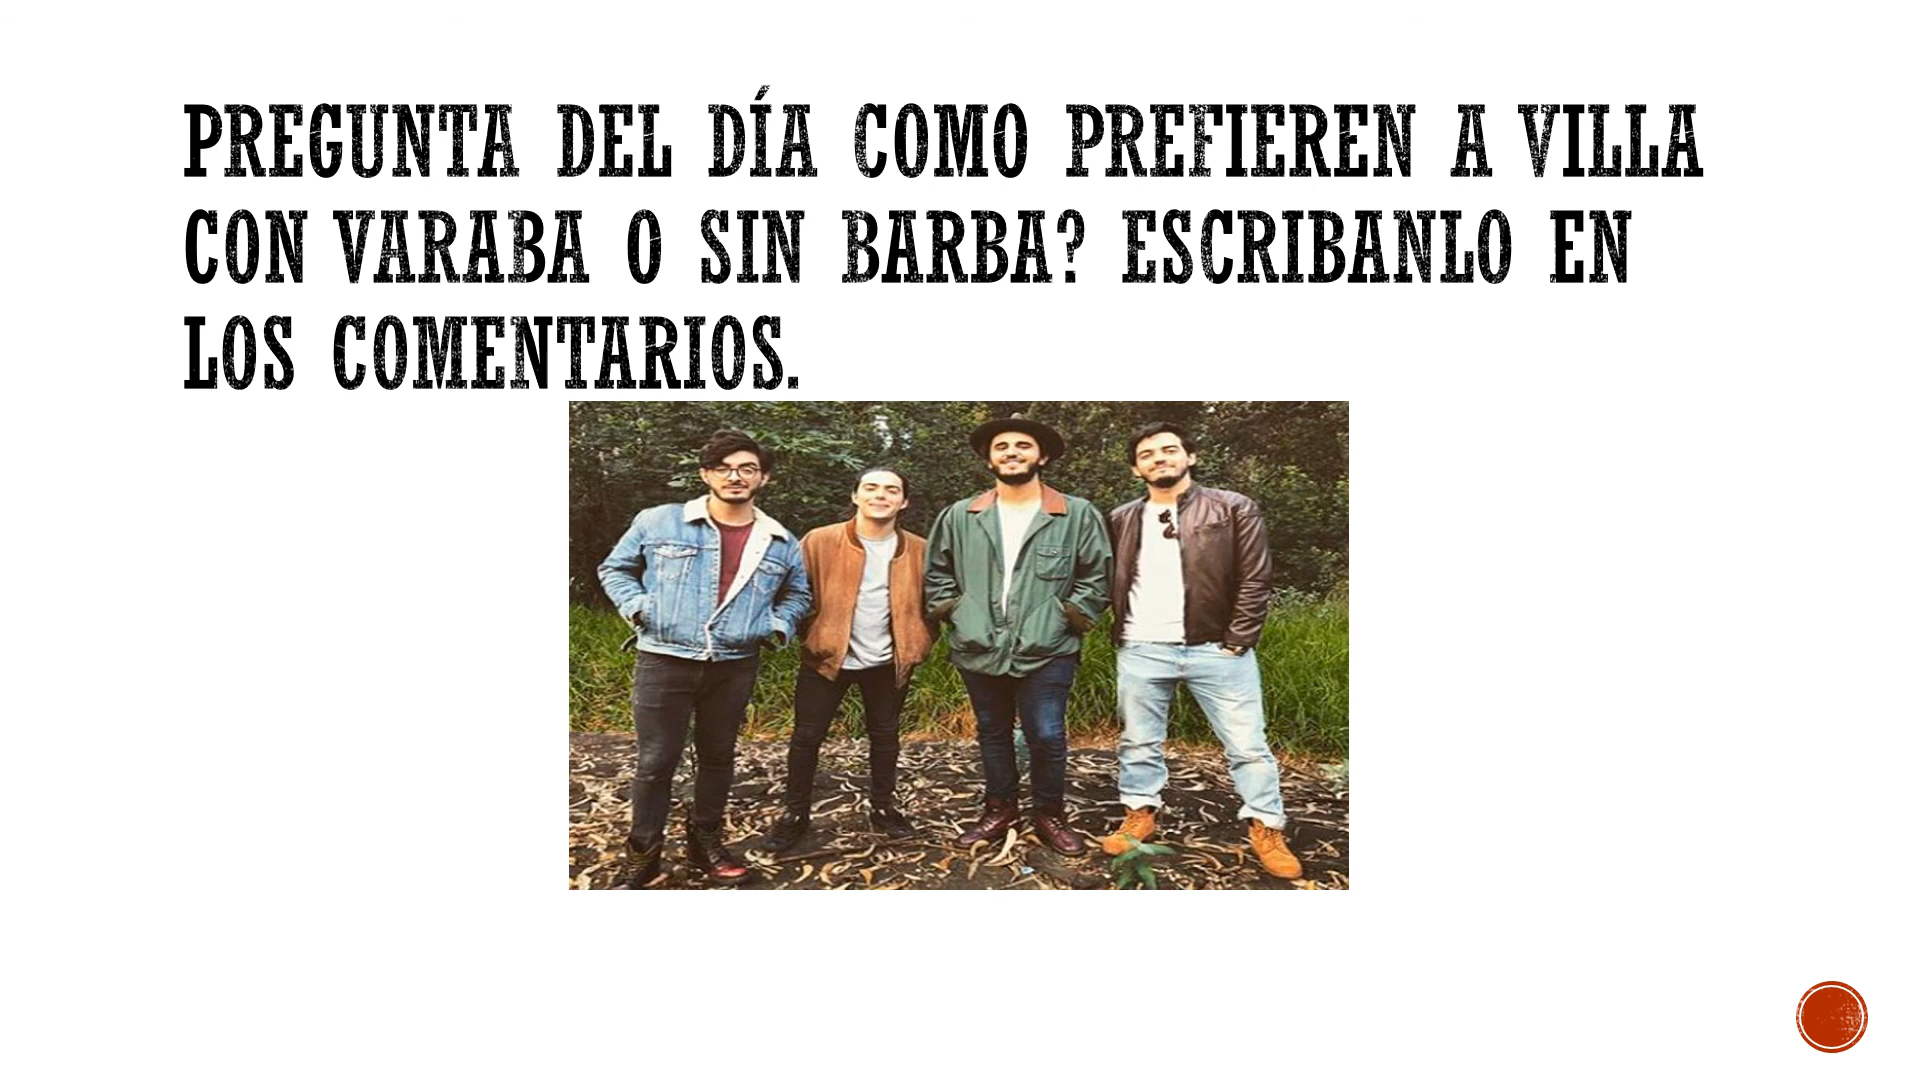 PREGUNTA DEL DÍA COMO PREFIEREN A VILLA
CON VARABA O SIN BARBA? ESCRIBANLO EN
LOS COMENTARIOS.